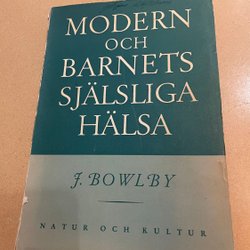 MODERN
OCH
BARNETS
SJÄLSLIGA
HÄLSA
J. BOWLBY
NATUR OCH KULTUR